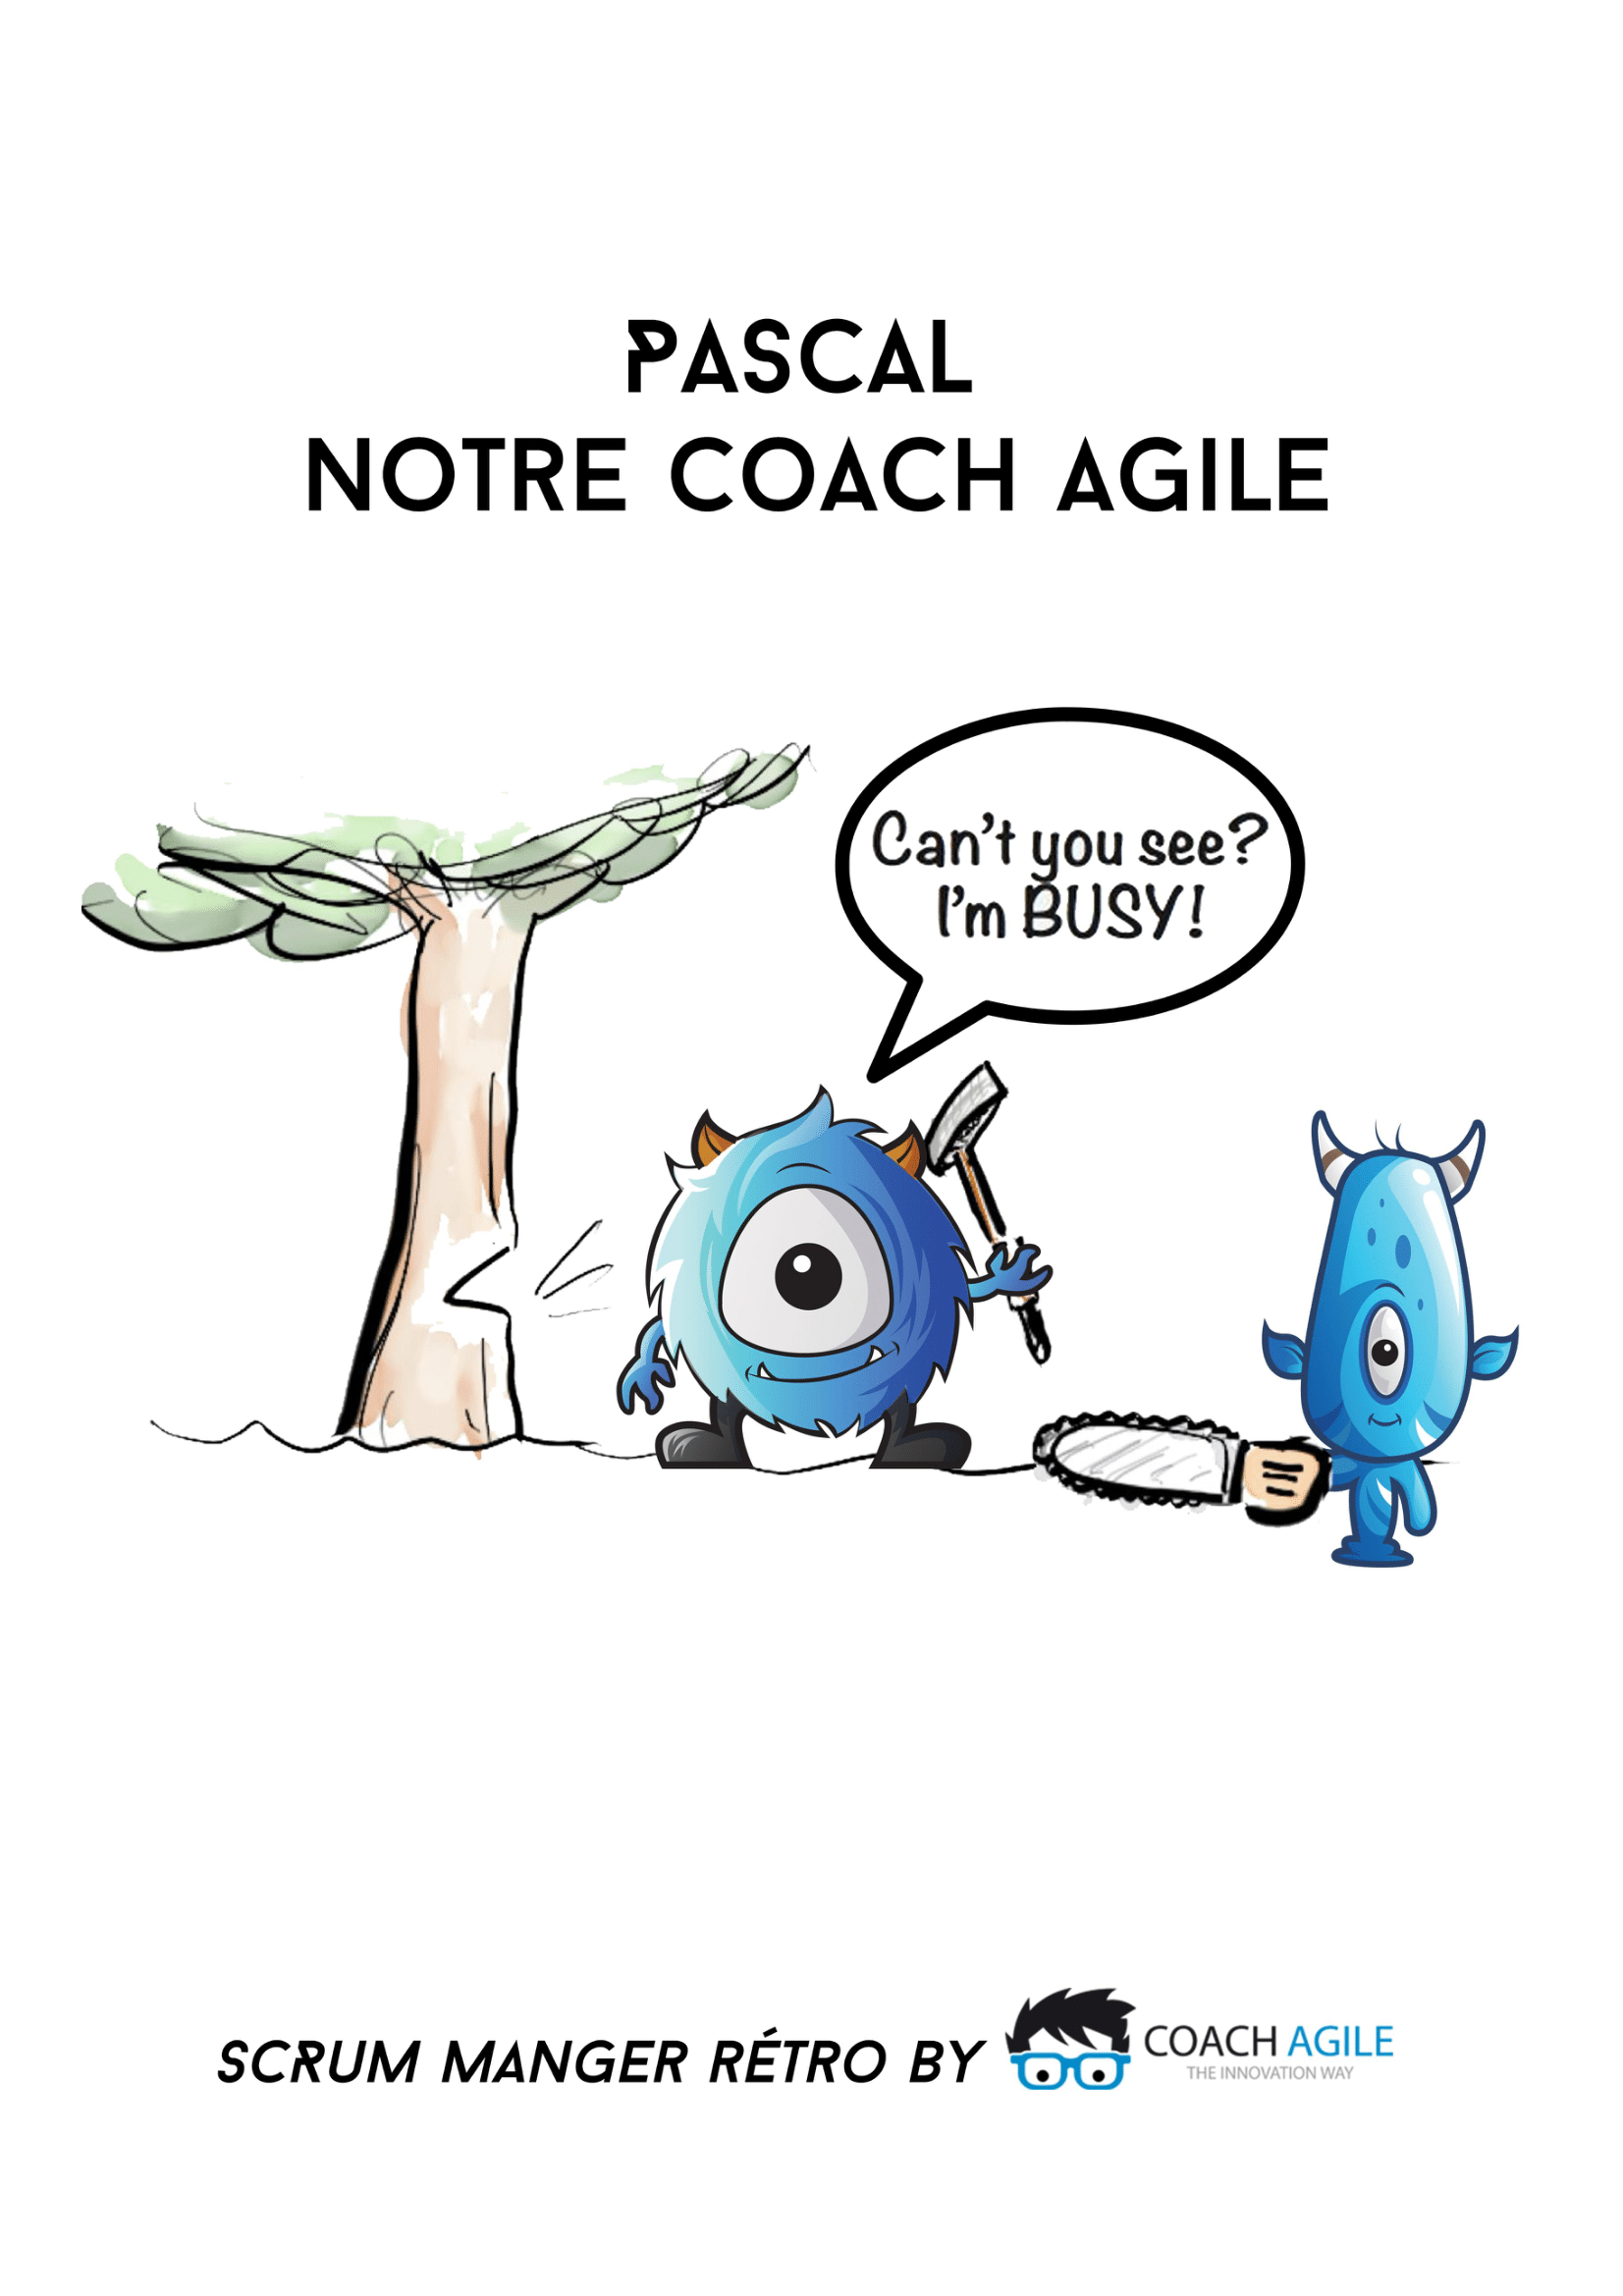 PASCAL
NOTRE COACH AGILE
Can't you see?
I'm BUSY!
SCRUM MANGER RÉTRO BY
COACH AGILE
THE INNOVATION WAY